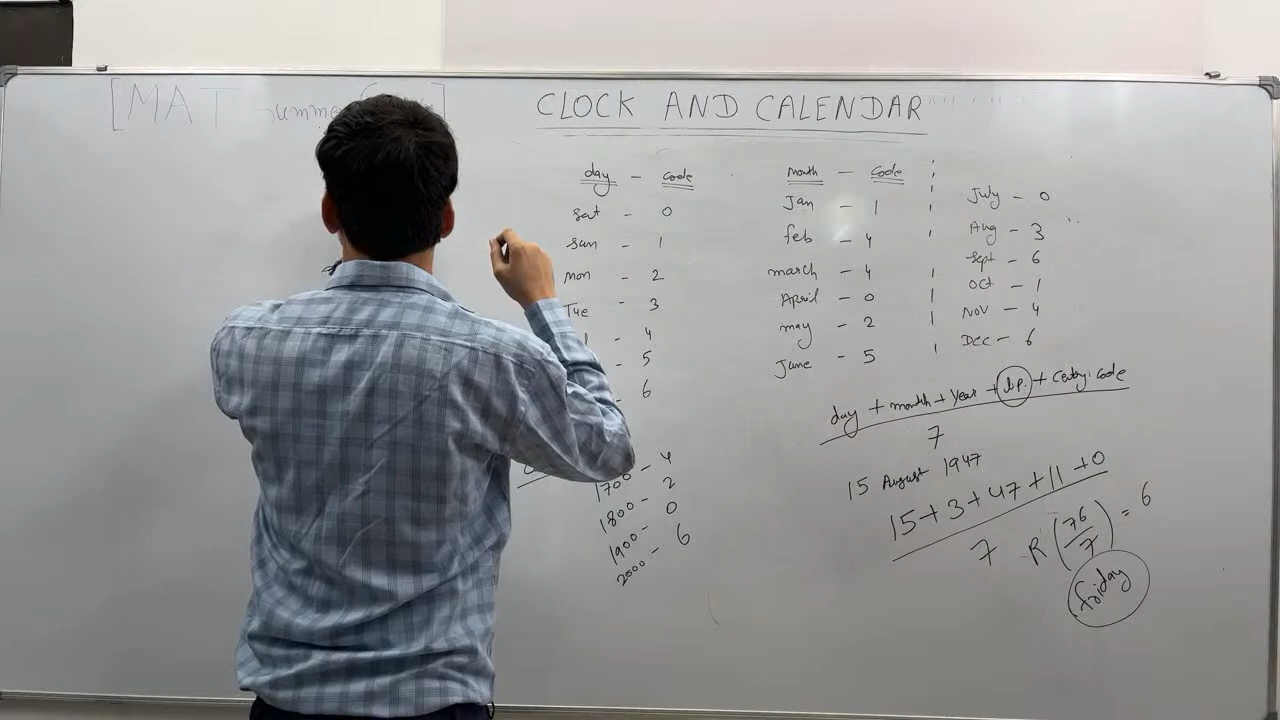 [MAT Summer ]
CLOCK AND CALENDAR
day - code
sat - 0
sun - 1
mon - 2
Tue - 3
- 4
- 5
- 6
1700 - 4
1800 - 2
1900 - 0
2000 - 6
Month - Code
Jan - 1
feb - 4
march - 4
April - 0
may - 2
June - 5
July - 0
Aug - 3
Sept - 6
Oct - 1
Nov - 4
Dec - 6
day + month + year + l.p. + Centry. code
7
15 August 1947
15 + 3 + 47 + 11 + 0
7
R (76/7) = 6
friday